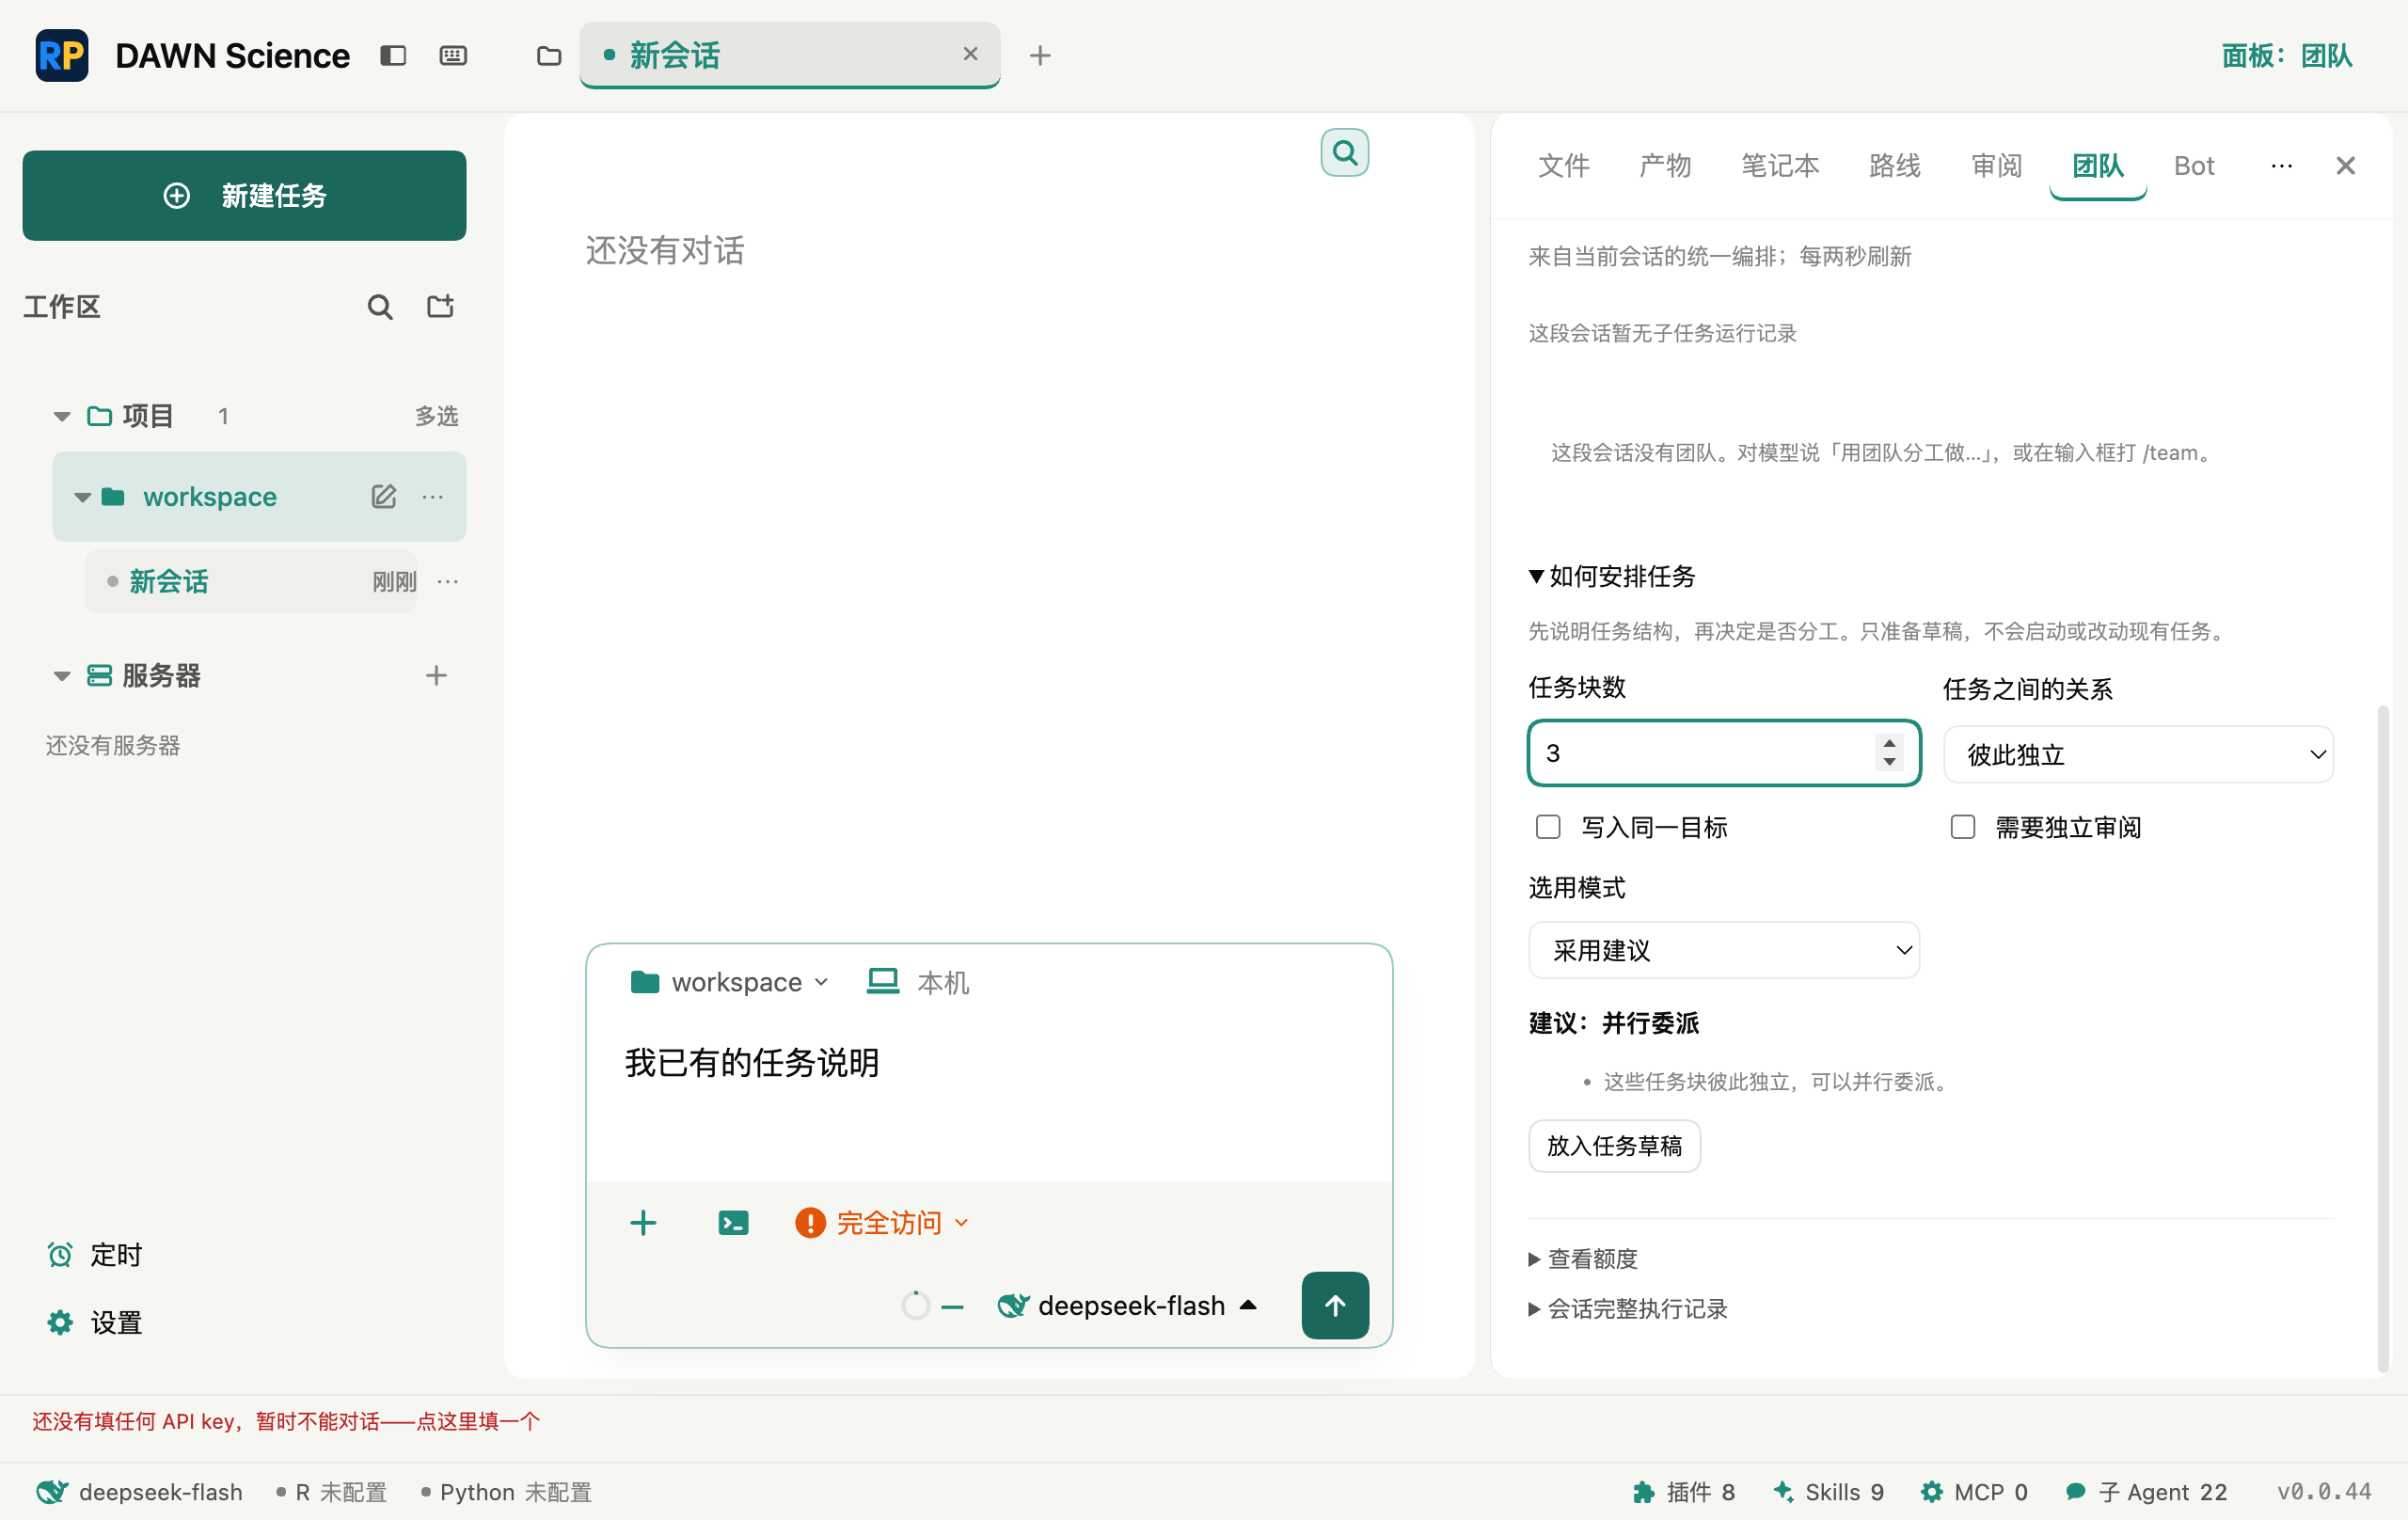 RP DAWN Science 新会话 面板：团队
新建任务
工作区
项目 1 多选
workspace
新会话 刚刚
服务器
还没有服务器
定时
设置
还没有对话
workspace 本机
我已有的任务说明
完全访问
deepseek-flash
文件 产物 笔记本 路线 审阅 团队 Bot
来自当前会话的统一编排；每两秒刷新
这段会话暂无子任务运行记录
这段会话没有团队。对模型说「用团队分工做…」，或在输入框打 /team。
如何安排任务
先说明任务结构，再决定是否分工。只准备草稿，不会启动或改动现有任务。
任务块数 任务之间的关系
3 彼此独立
写入同一目标 需要独立审阅
选用模式
采用建议
建议：并行委派
• 这些任务块彼此独立，可以并行委派。
放入任务草稿
查看额度
会话完整执行记录
还没有填任何 API key，暂时不能对话——点这里填一个
deepseek-flash R 未配置 Python 未配置 插件 8 Skills 9 MCP 0 子 Agent 22 v0.0.44